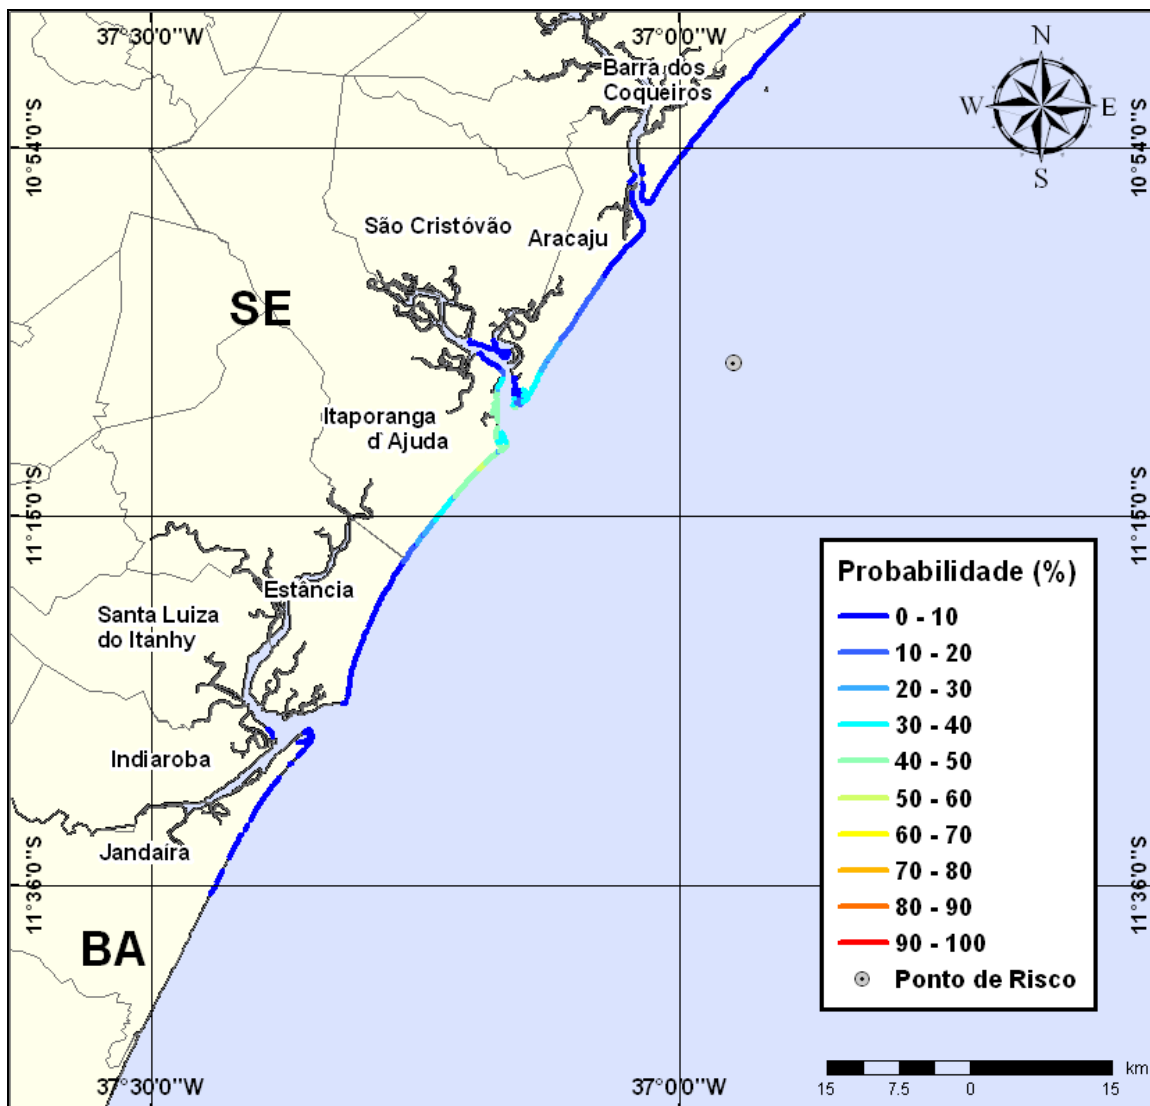 37°30'0''W
37°0'0''W
N
W
E
S
Barra dos
Coqueiros
10°54'0''S
10°54'0''S
São Cristóvão
Aracaju
SE
Itaporanga
d`Ajuda
11°15'0''S
11°15'0''S
Estância
Santa Luiza
do Itanhy
Indiaroba
Jandaíra
11°36'0''S
11°36'0''S
BA
Probabilidade (%)
0 - 10
10 - 20
20 - 30
30 - 40
40 - 50
50 - 60
60 - 70
70 - 80
80 - 90
90 - 100
Ponto de Risco
37°30'0''W
37°0'0''W
km
15 7.5 0 15